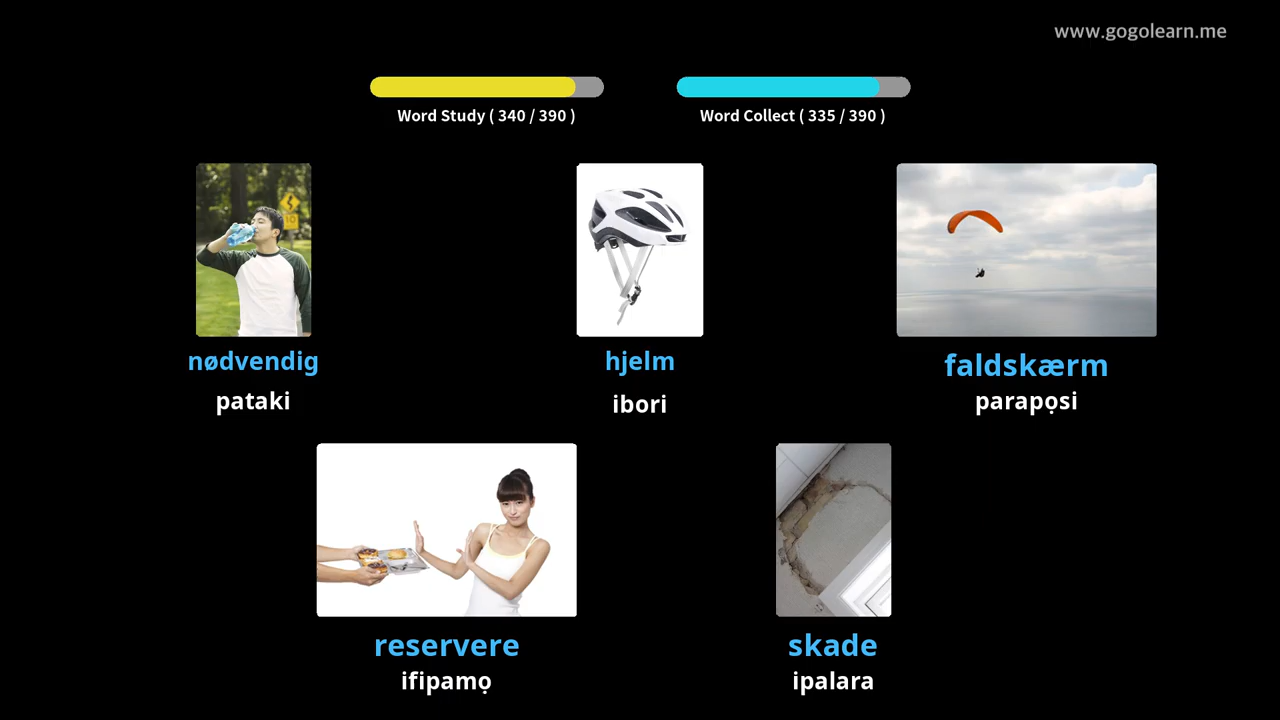 www.gogolearn.me
Word Study ( 340 / 390 )
Word Collect ( 335 / 390 )
nødvendig
pataki
hjelm
ibori
faldskærm
parapọsi
reservere
ifipamọ
skade
ipalara